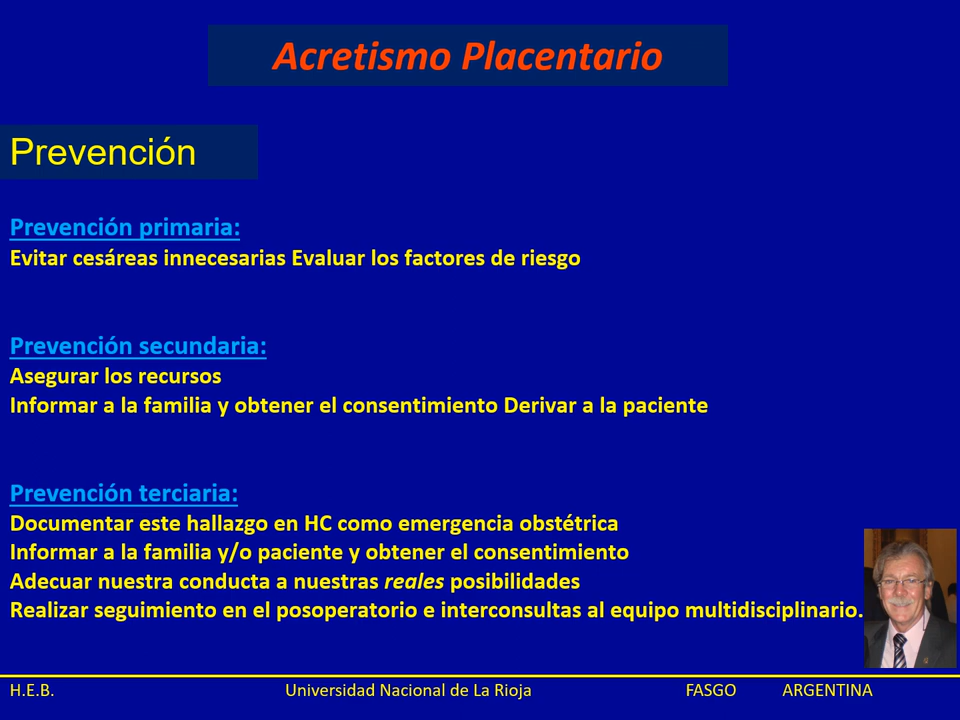 Acretismo Placentario
Prevención
Prevención primaria:
Evitar cesáreas innecesarias Evaluar los factores de riesgo
Prevención secundaria:
Asegurar los recursos
Informar a la familia y obtener el consentimiento Derivar a la paciente
Prevención terciaria:
Documentar este hallazgo en HC como emergencia obstétrica
Informar a la familia y/o paciente y obtener el consentimiento
Adecuar nuestra conducta a nuestras reales posibilidades
Realizar seguimiento en el posoperatorio e interconsultas al equipo multidisciplinario.
H.E.B. Universidad Nacional de La Rioja FASGO ARGENTINA